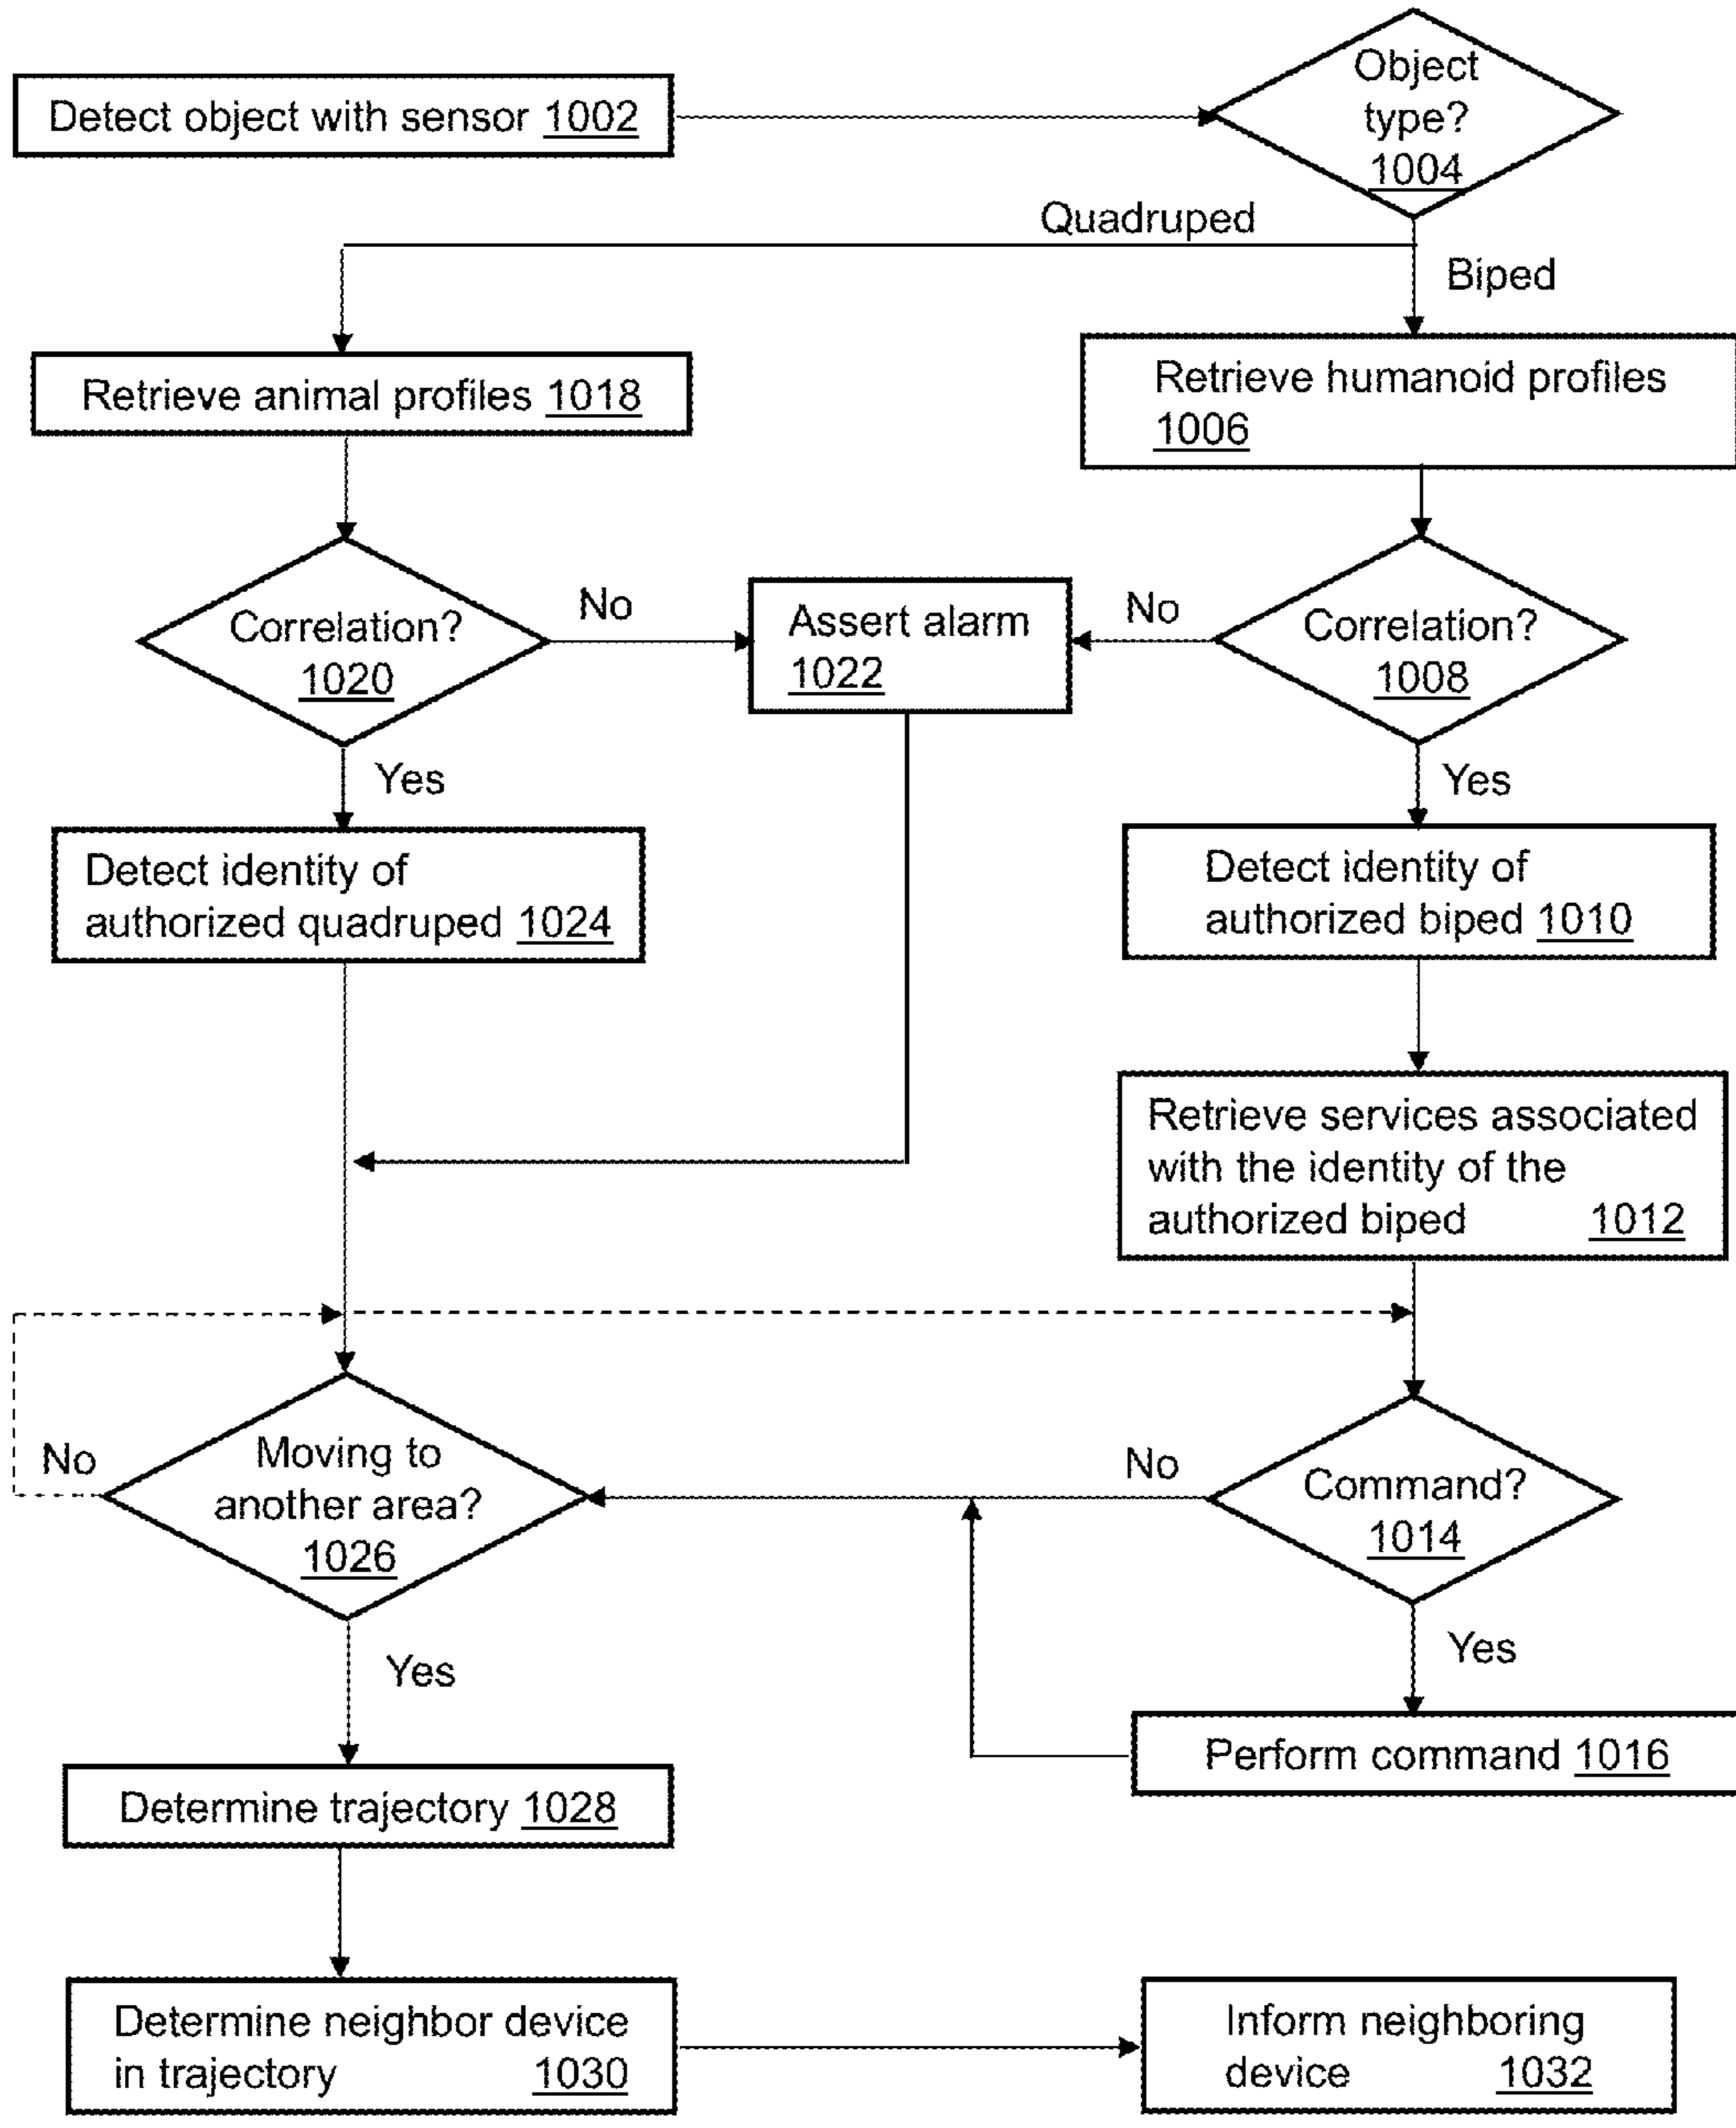 Detect object with sensor 1002
Object
type?
1004
Quadruped
Biped
Retrieve animal profiles 1018
Retrieve humanoid profiles
1006
Correlation?
1020
No
Assert alarm
1022
No
Correlation?
1008
Yes
Yes
Detect identity of
authorized quadruped 1024
Detect identity of
authorized biped 1010
Retrieve services associated
with the identity of the
authorized biped 1012
No
Moving to
another area?
1026
No
Command?
1014
Yes
Yes
Perform command 1016
Determine trajectory 1028
Determine neighbor device
in trajectory 1030
Inform neighboring
device 1032